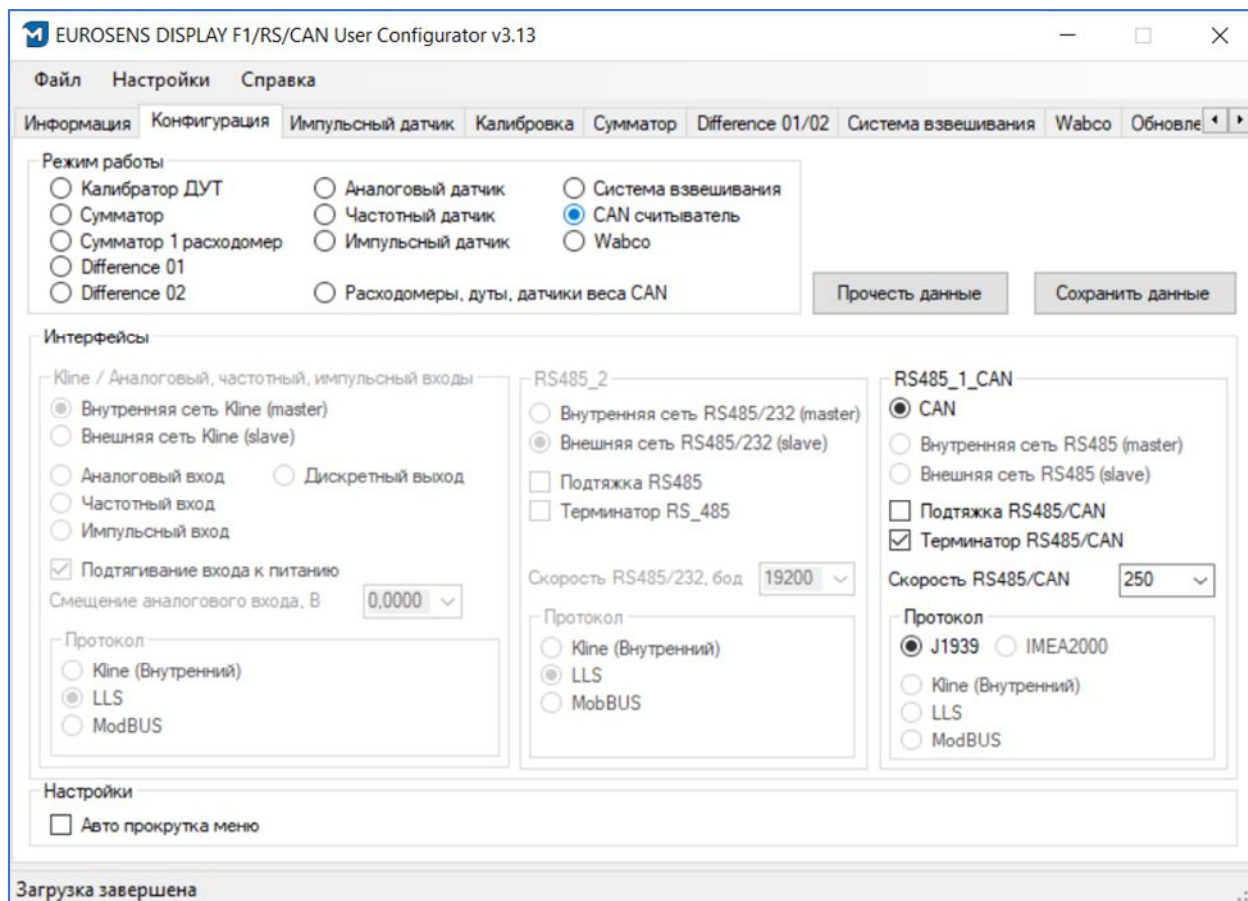 EUROSENS DISPLAY F1/RS/CAN User Configurator v3.13
Файл Настройки Справка
Информация Конфигурация Импульсный датчик Калибровка Сумматор Difference 01/02 Система взвешивания Wabco Обновле
Режим работы
Калибратор ДУТ Аналоговый датчик Система взвешивания
Сумматор Частотный датчик CAN считыватель
Сумматор 1 расходомер Импульсный датчик Wabco
Difference 01
Difference 02 Расходомеры, дуты, датчики веса CAN
Прочесть данные Сохранить данные
Интерфейсы
Kline / Аналоговый, частотный, импульсный входы
Внутренняя сеть Kline (master)
Внешняя сеть Kline (slave)
Аналоговый вход Дискретный выход
Частотный вход
Импульсный вход
Подтягивание входа к питанию
Смещение аналогового входа, В 0,0000
Протокол
Kline (Внутренний)
LLS
ModBUS
RS485_2
Внутренняя сеть RS485/232 (master)
Внешняя сеть RS485/232 (slave)
Подтяжка RS485
Терминатор RS_485
Скорость RS485/232, бод 19200
Протокол
Kline (Внутренний)
LLS
MobBUS
RS485_1_CAN
CAN
Внутренняя сеть RS485 (master)
Внешняя сеть RS485 (slave)
Подтяжка RS485/CAN
Терминатор RS485/CAN
Скорость RS485/CAN 250
Протокол
J1939 IMEA2000
Kline (Внутренний)
LLS
ModBUS
Настройки
Авто прокрутка меню
Загрузка завершена